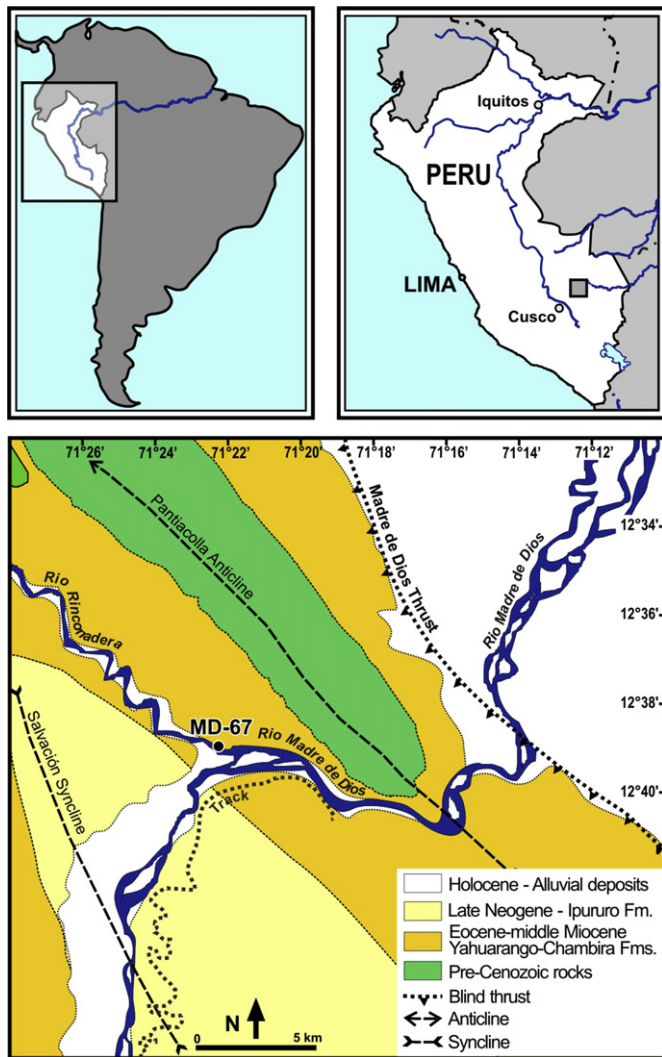 Iquitos
PERU
LIMA
Cusco
71°26'
71°24'
71°22'
71°20'
71°18'
71°16'
71°14'
71°12'
12°34'
12°36'
12°38'
12°40'
Pantiacolla Anticline
Madre de Dios Thrust
Rio Madre de Dios
Rio Rinconadera
MD-67
Rio Madre de Dios
Salvación Syncline
Track
Holocene - Alluvial deposits
Late Neogene - Ipururo Fm.
Eocene-middle Miocene
Yahuarango-Chambira Fms.
Pre-Cenozoic rocks
Blind thrust
Anticline
Syncline
N
0 5 km